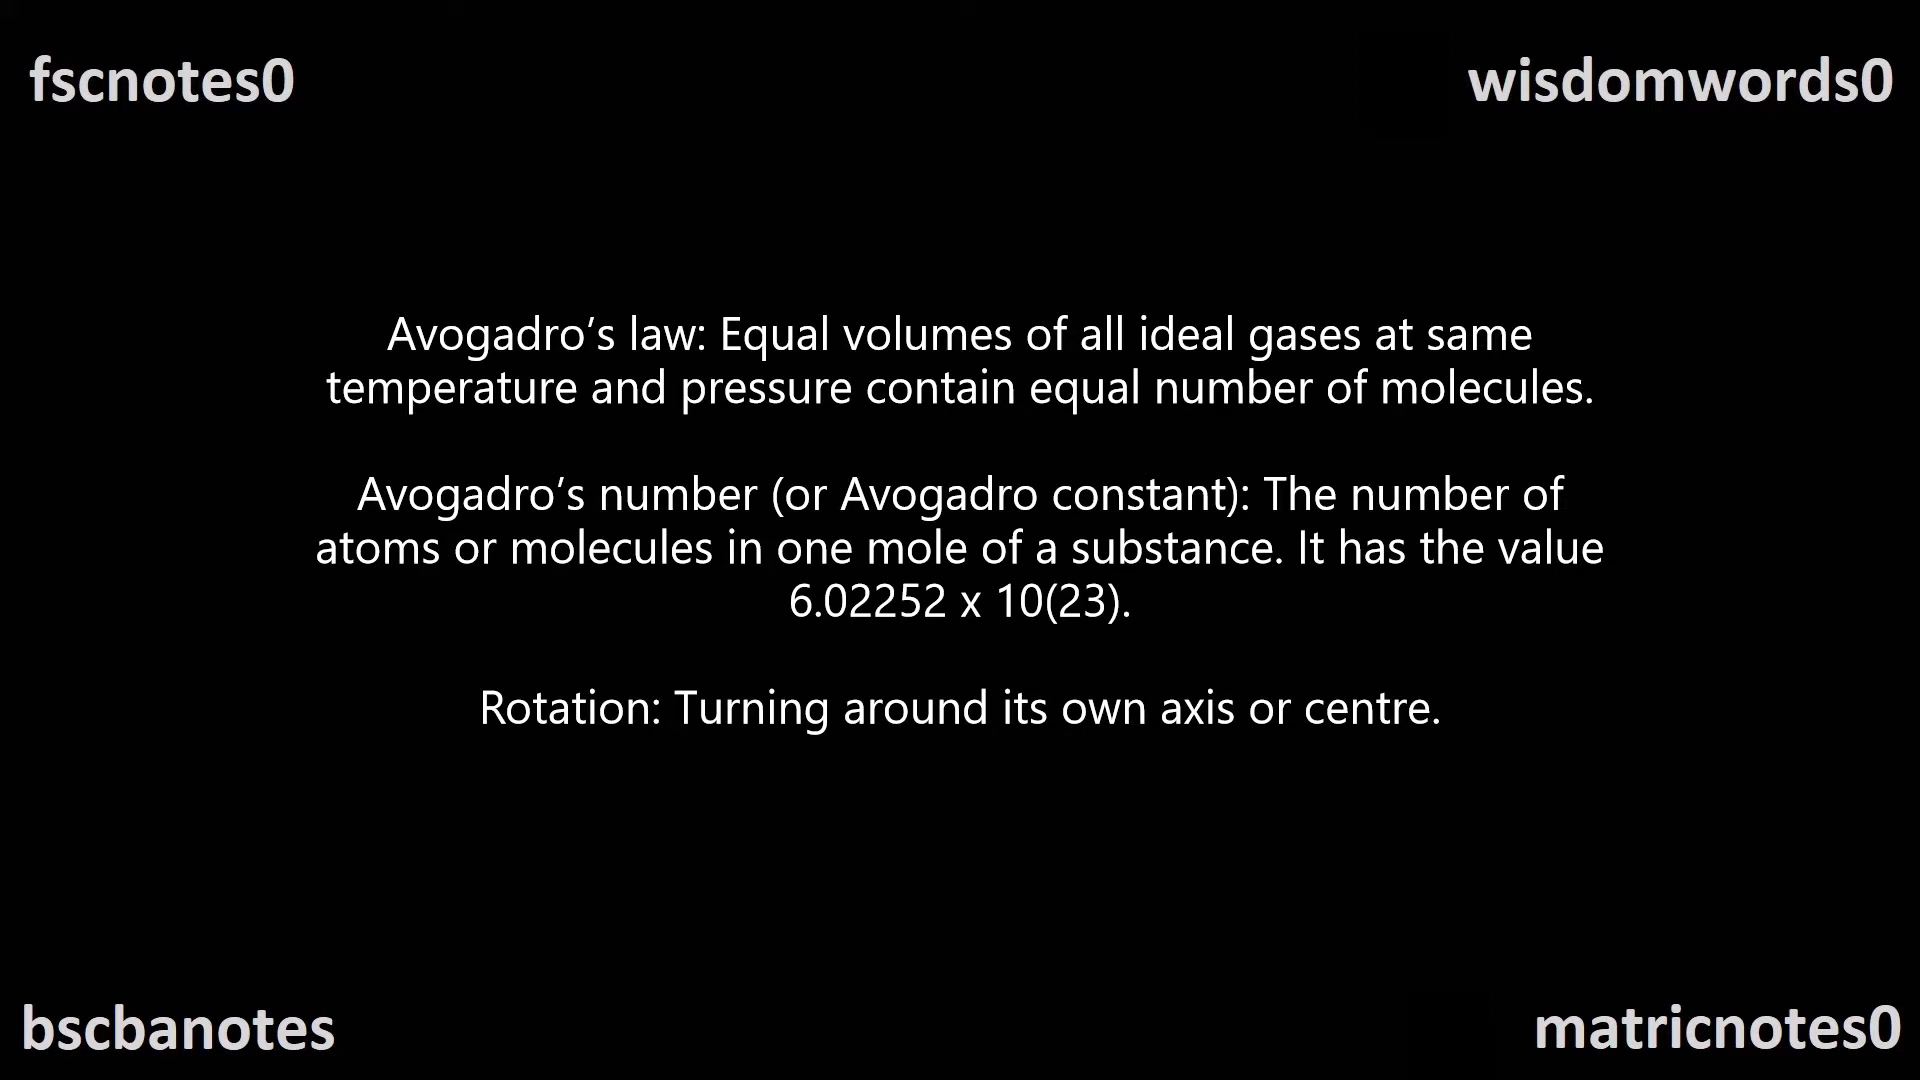 fscnotes0
wisdomwords0
Avogadro’s law: Equal volumes of all ideal gases at same
temperature and pressure contain equal number of molecules.
Avogadro’s number (or Avogadro constant): The number of
atoms or molecules in one mole of a substance. It has the value
6.02252 x 10(23).
Rotation: Turning around its own axis or centre.
bscbanotes
matricnotes0